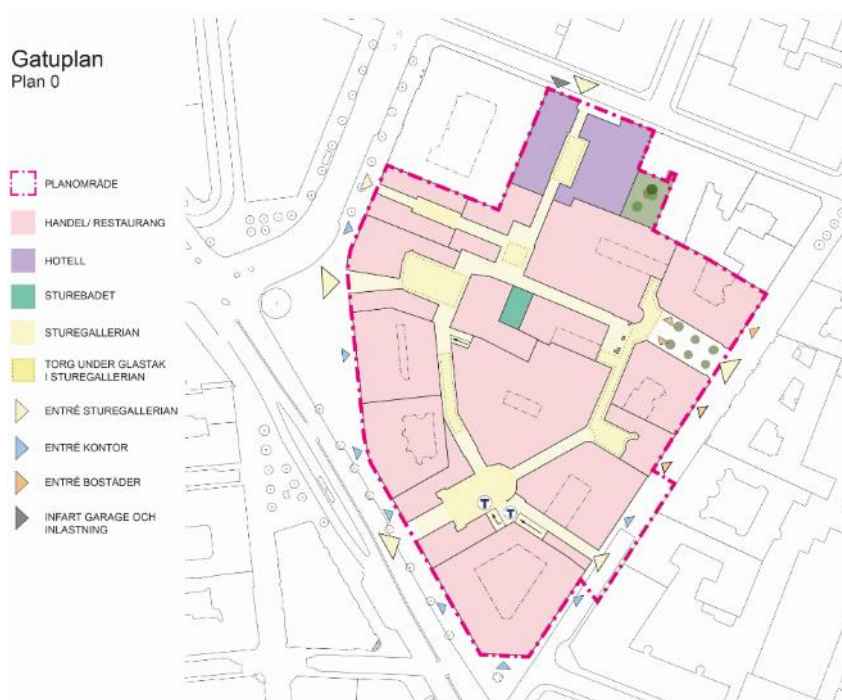 Gatuplan
Plan 0
PLANOMRÅDE
HANDEL/ RESTAURANG
HOTELL
STUREBADET
STUREGALLERIAN
TORG UNDER GLASTAK
I STUREGALLERIAN
ENTRÉ STUREGALLERIAN
ENTRÉ KONTOR
ENTRÉ BOSTÄDER
INFART GARAGE OCH
INLASTNING
T
T